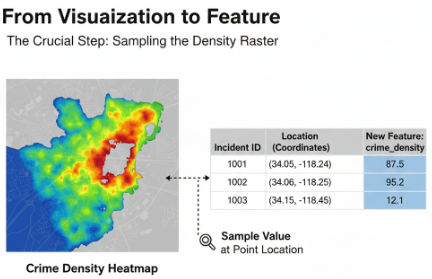 From Visuaization to Feature
The Crucial Step: Sampling the Density Raster
Incident ID Location (Coordinates) New Feature: crime_density
1001 (34.05, -118.24) 87.5
1002 (34.06, -118.25) 95.2
1003 (34.15, -118.45) 12.1
Sample Value
at Point Location
Crime Density Heatmap